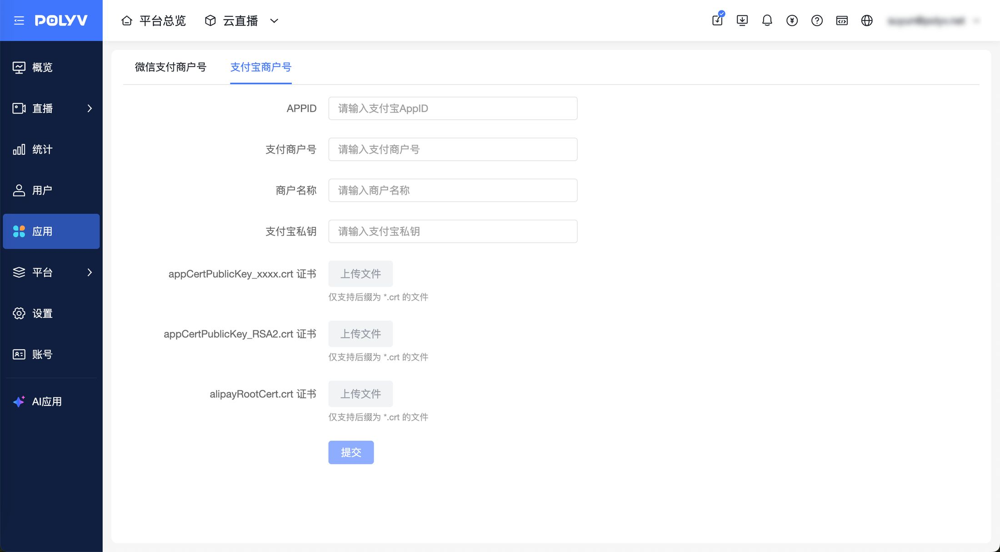 POLYV
平台总览
云直播
概览
直播
统计
用户
应用
平台
设置
账号
AI应用
微信支付商户号
支付宝商户号
APPID
请输入支付宝AppID
支付商户号
请输入支付商户号
商户名称
请输入商户名称
支付宝私钥
请输入支付宝私钥
appCertPublicKey_xxxx.crt 证书
上传文件
仅支持后缀为 *.crt 的文件
appCertPublicKey_RSA2.crt 证书
上传文件
仅支持后缀为 *.crt 的文件
alipayRootCert.crt 证书
上传文件
仅支持后缀为 *.crt 的文件
提交